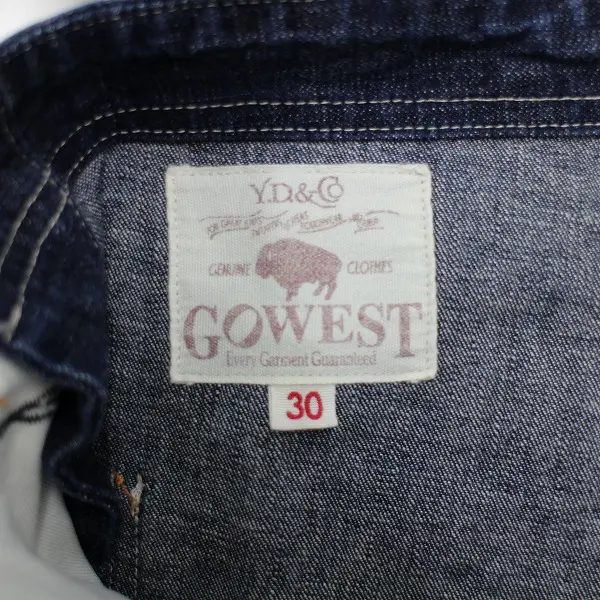 Y.D.&Co
GENUINE CLOTHES
GOWEST
Every Garment Guaranteed
30